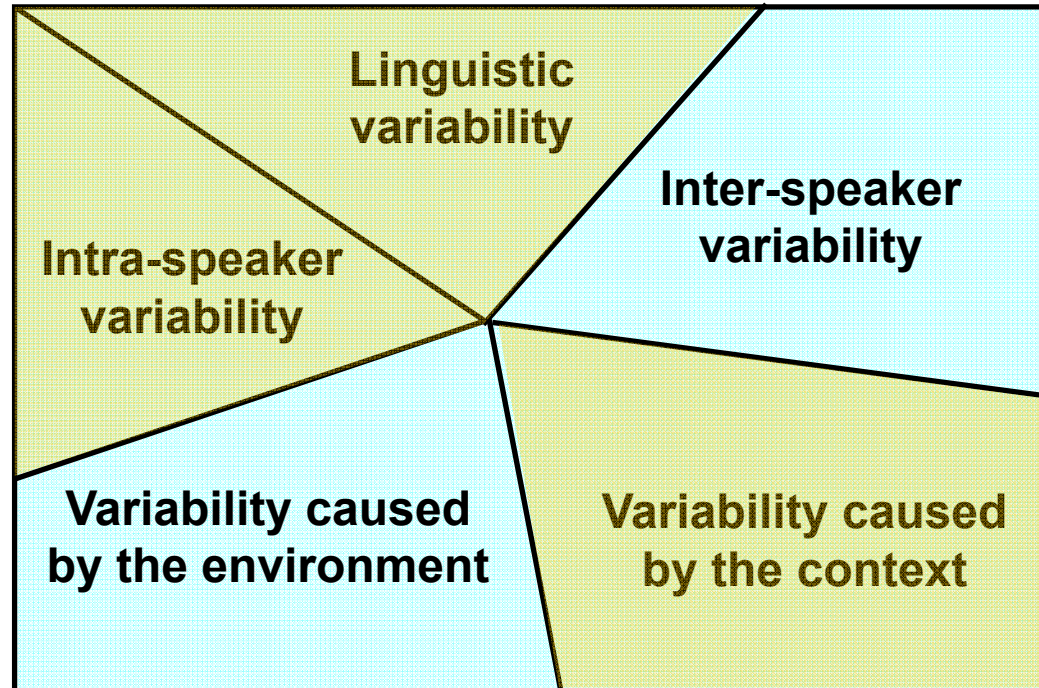 Linguistic
variability
Inter-speaker
variability
Intra-speaker
variability
Variability caused
by the environment
Variability caused
by the context